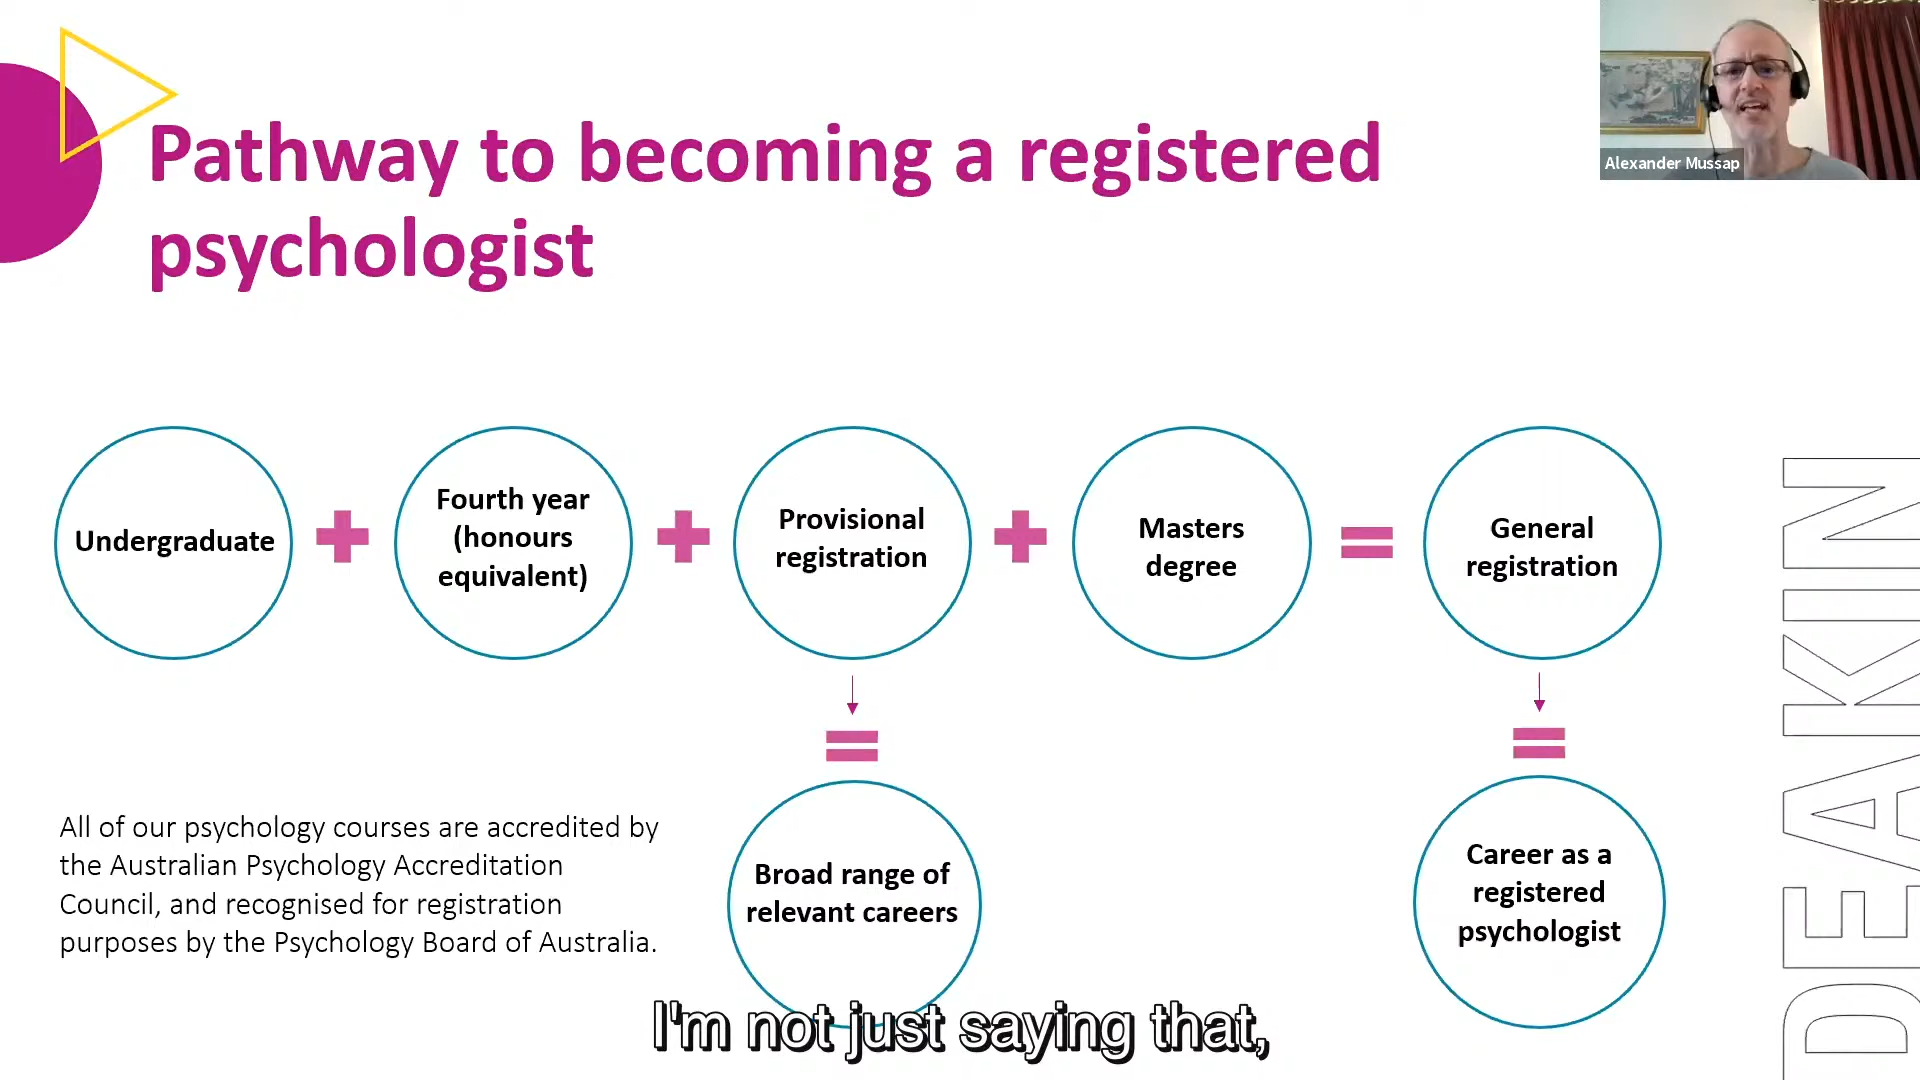 Pathway to becoming a registered
psychologist
Alexander Mussap
Undergraduate
Fourth year
(honours
equivalent)
Provisional
registration
Masters
degree
General
registration
All of our psychology courses are accredited by
the Australian Psychology Accreditation
Council, and recognised for registration
purposes by the Psychology Board of Australia.
Broad range of
relevant careers
Career as a
registered
psychologist
DEAKIN
I'm not just saying that,